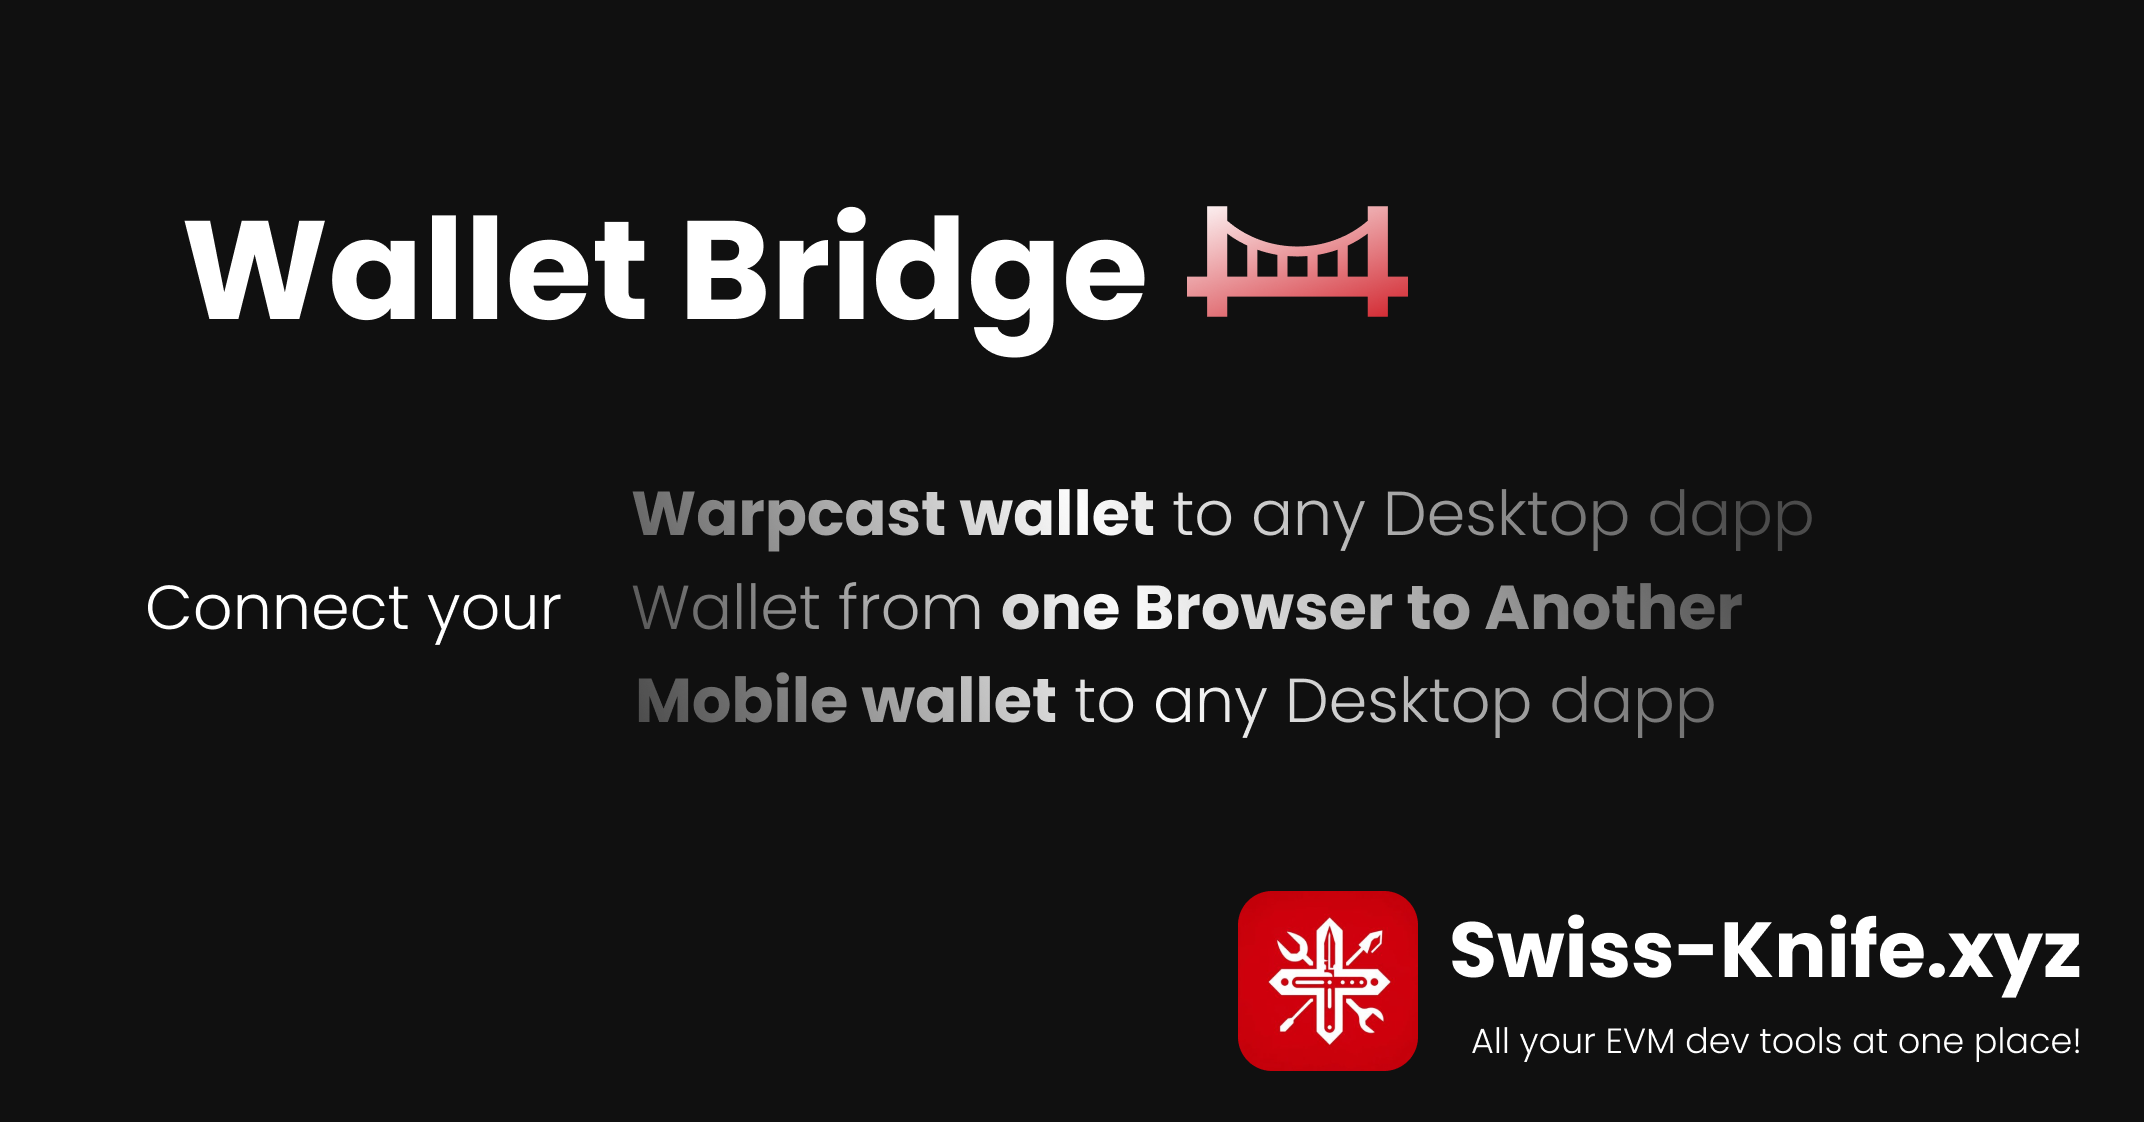 Wallet Bridge
Warpcast wallet to any Desktop dapp
Connect your
Wallet from one Browser to Another
Mobile wallet to any Desktop dapp
Swiss-Knife.xyz
All your EVM dev tools at one place!